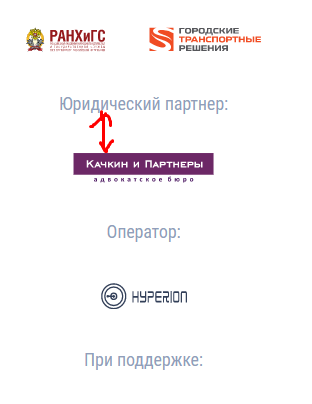 РАНХиГС
ГОРОДСКИЕ
ТРАНСПОРТНЫЕ
РЕШЕНИЯ
Юридический партнер:
Качкин и Партнеры
адвокатское бюро
Оператор:
HYPERION
При поддержке: